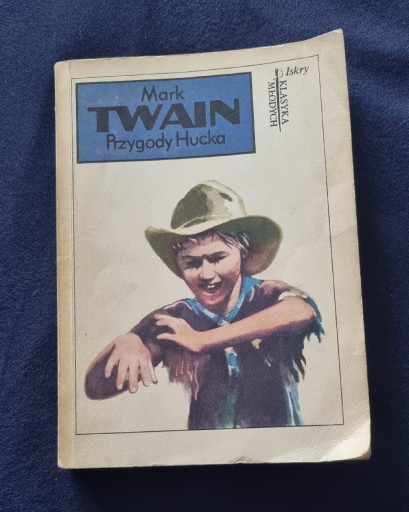 Mark
TWAIN
Przygody Hucka
Iskry
KLASYKA
MŁODYCH